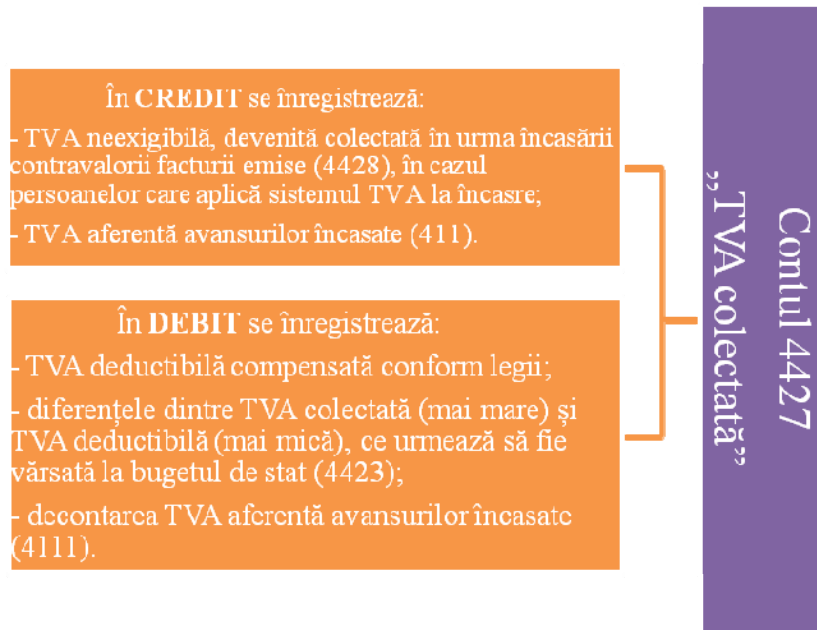 În CREDIT se înregistrează:
- TVA neexigibilă, devenită colectată în urma încasării
contravalorii facturii emise (4428), în cazul
persoanelor care aplică sistemul TVA la încasre;
- TVA aferentă avansurilor încasate (411).
În DEBIT se înregistrează:
- TVA deductibilă compensată conform legii;
- diferențele dintre TVA colectată (mai mare) și
TVA deductibilă (mai mică), ce urmează să fie
vărsată la bugetul de stat (4423);
- decontarea TVA aferentă avansurilor încasate
(4111).
Contul 4427
„TVA colectată”